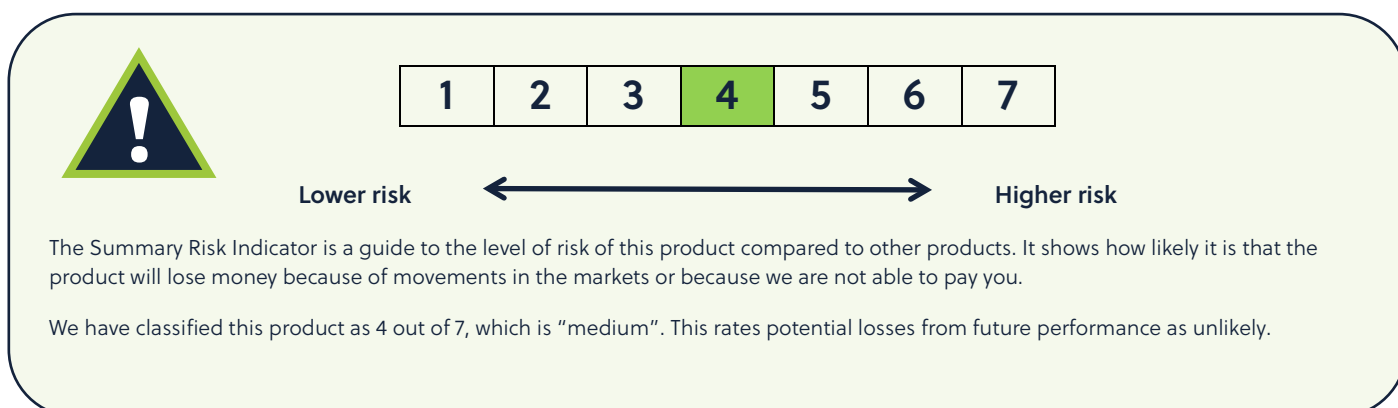 !
1 2 3 4 5 6 7
Lower risk Higher risk
The Summary Risk Indicator is a guide to the level of risk of this product compared to other products. It shows how likely it is that the
product will lose money because of movements in the markets or because we are not able to pay you.
We have classified this product as 4 out of 7, which is “medium”. This rates potential losses from future performance as unlikely.